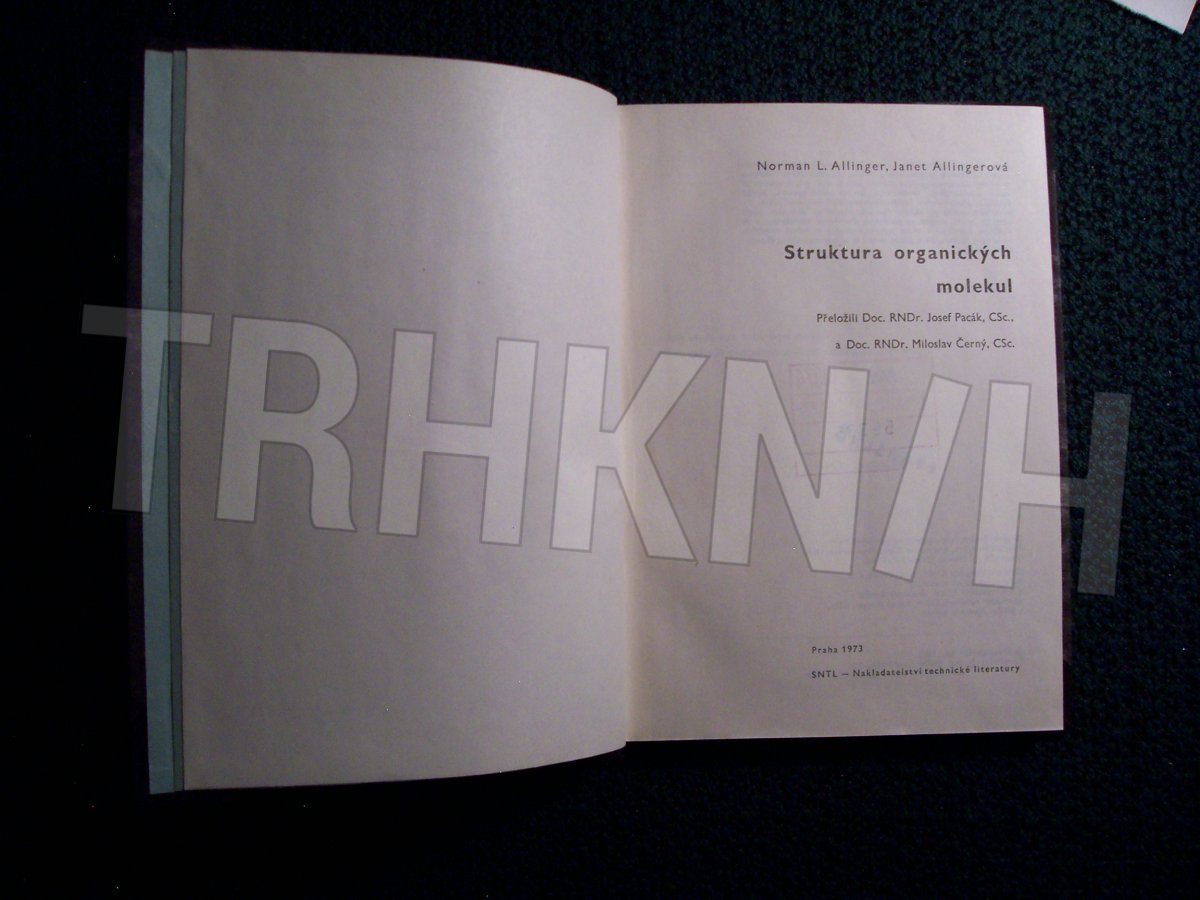 Norman L. Allinger, Janet Allingerová
Struktura organických
molekul
Přeložili Doc. RNDr. Josef Pacák, CSc.,
a Doc. RNDr. Miloslav Černý, CSc.
TRHKN/H
Praha 1973
SNTL — Nakladatelství technické literatury